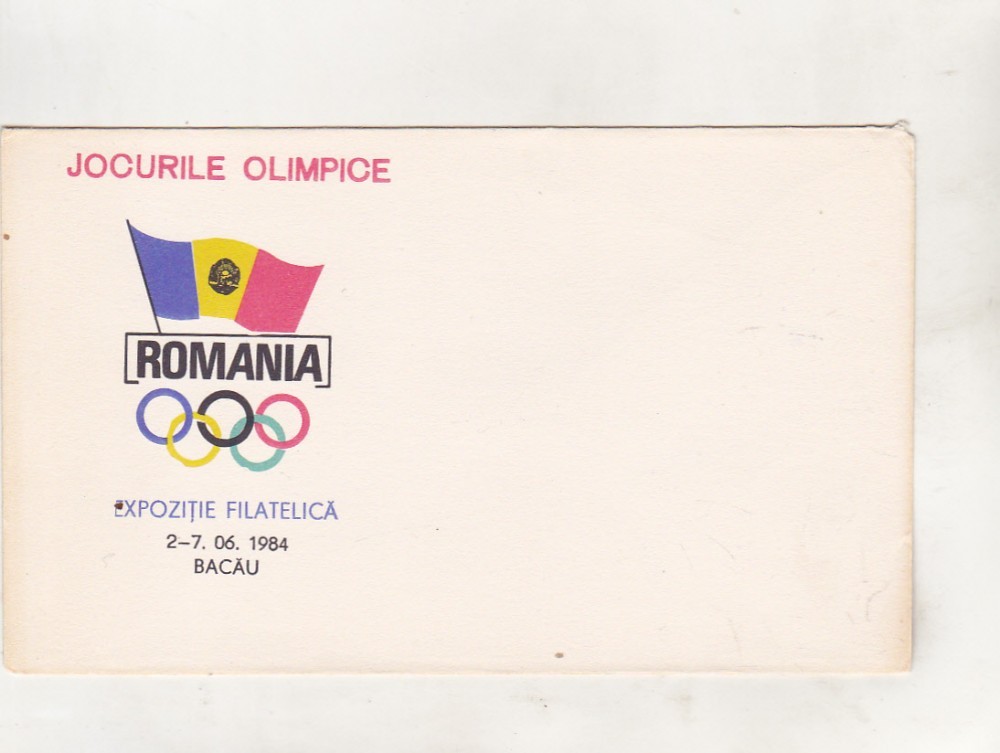 JOCURILE OLIMPICE
ROMANIA
EXPOZIȚIE FILATELICĂ
2–7. 06. 1984
BACĂU